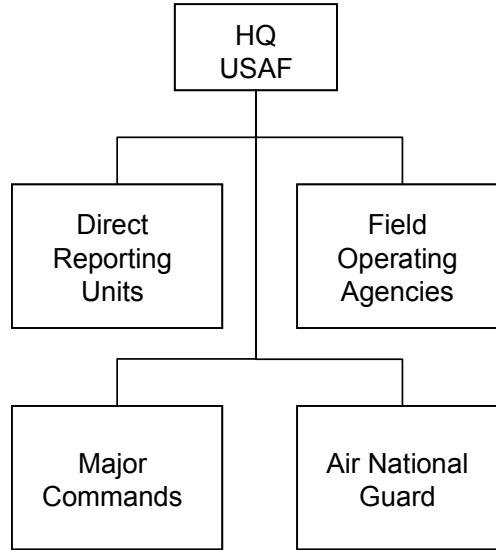 HQ
USAF
Direct
Reporting
Units
Field
Operating
Agencies
Major
Commands
Air National
Guard